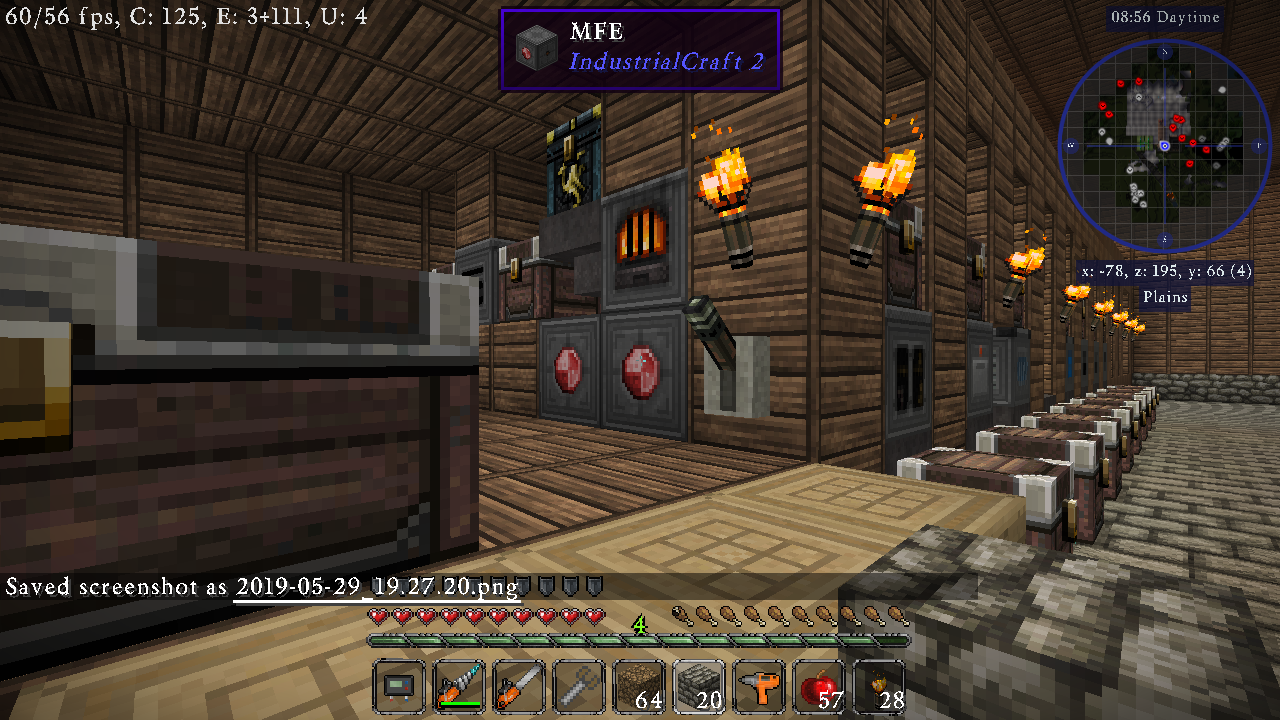 60/56 fps, C: 125, E: 3+111, U: 4
MFE
IndustrialCraft 2
08:56 Daytime
S
W
x: -78, z: 195, y: 66 (4)
Plains
Saved screenshot as 2019-05-29_19.27.20.png
4
64
20
57
28